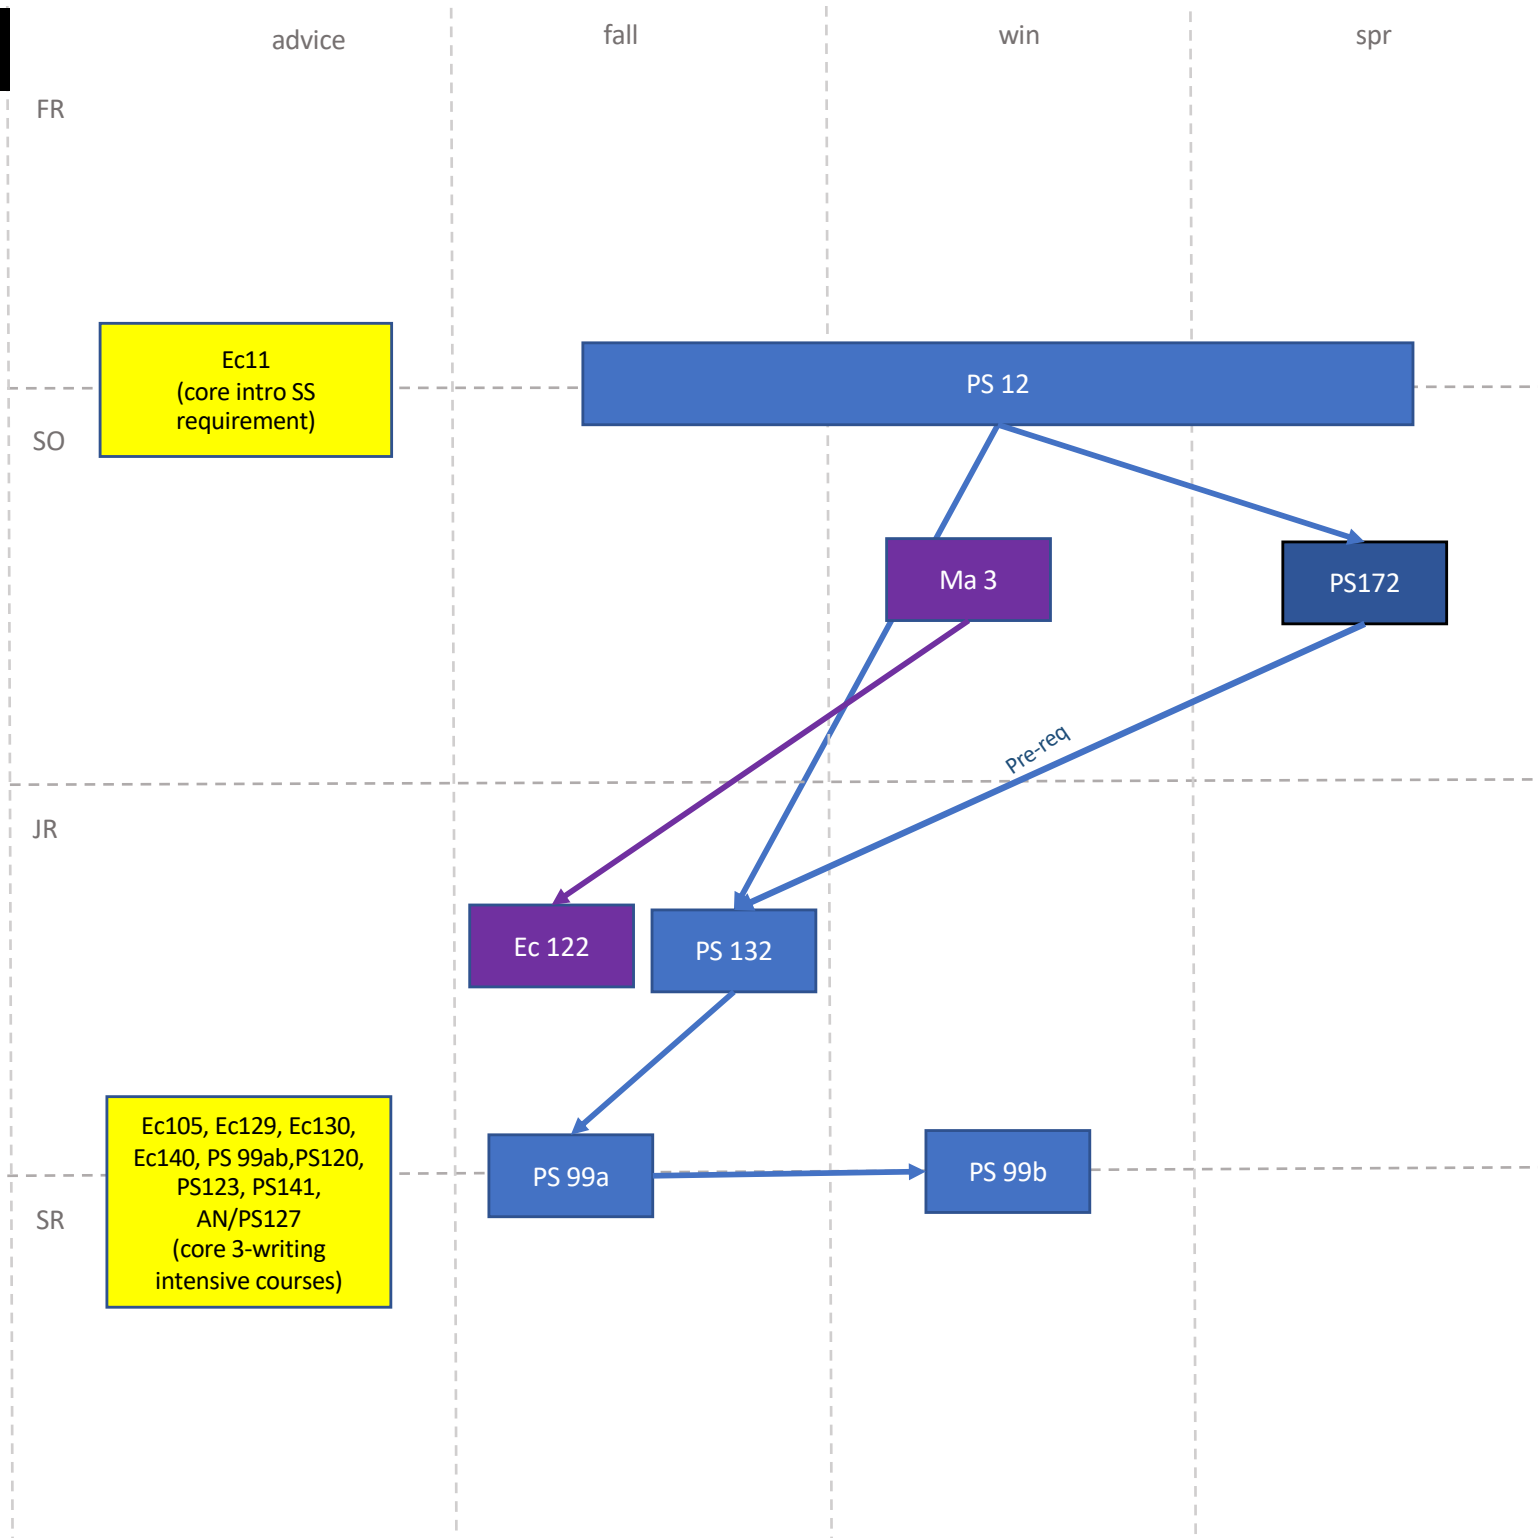 advice
fall
win
spr
FR
Ec11
(core intro SS
requirement)
PS 12
SO
Ma 3
PS172
Pre-req
JR
Ec 122
PS 132
Ec105, Ec129, Ec130,
Ec140, PS 99ab,PS120,
PS123, PS141,
AN/PS127
(core 3-writing
intensive courses)
PS 99a
PS 99b
SR